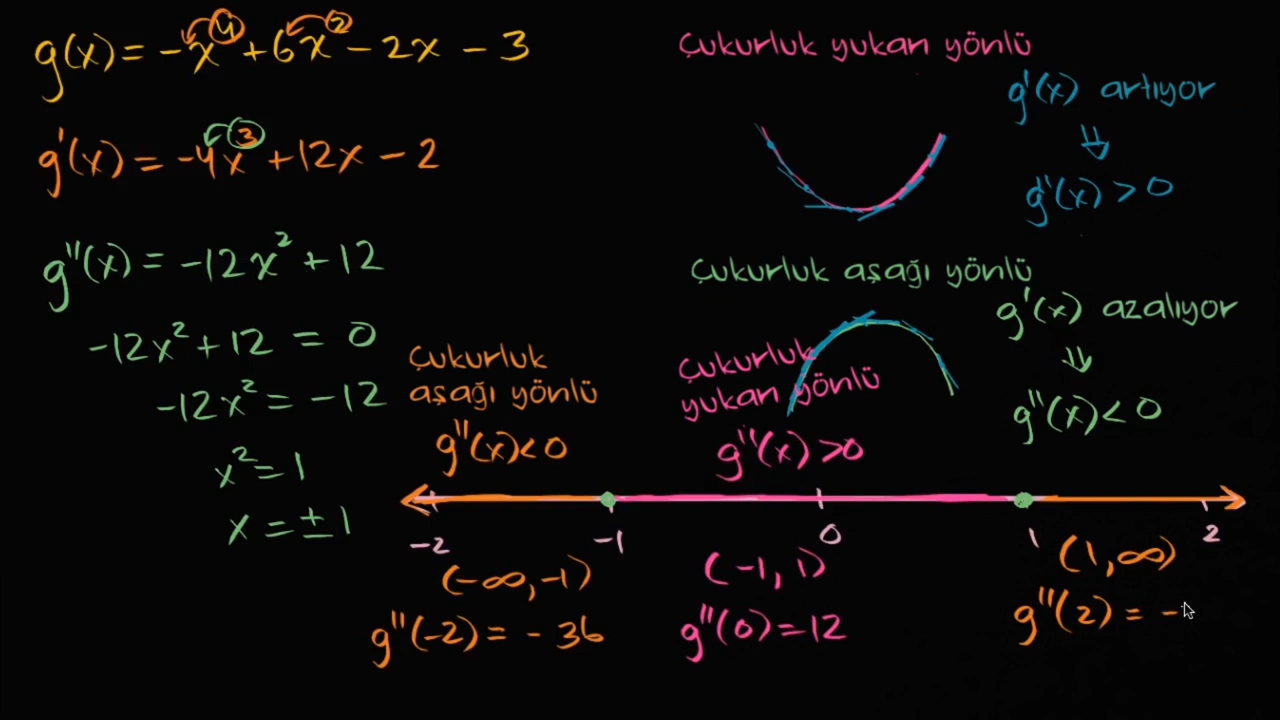 g(x) = -x⁴ + 6x² - 2x - 3
g'(x) = -4x³ + 12x - 2
g''(x) = -12x² + 12
-12x² + 12 = 0
-12x² = -12
x² = 1
x = ±1
Çukurluk yukarı yönlü
g'(x) artıyor
⇓
g''(x) > 0
Çukurluk aşağı yönlü
g'(x) azalıyor
⇓
g''(x) < 0
Çukurluk
aşağı yönlü
g''(x) < 0
Çukurluk
yukarı yönlü
g''(x) > 0
-2 -1 0 1 2
(-∞, -1)
g''(-2) = -36
(-1, 1)
g''(0) = 12
(1, ∞)
g''(2) = -